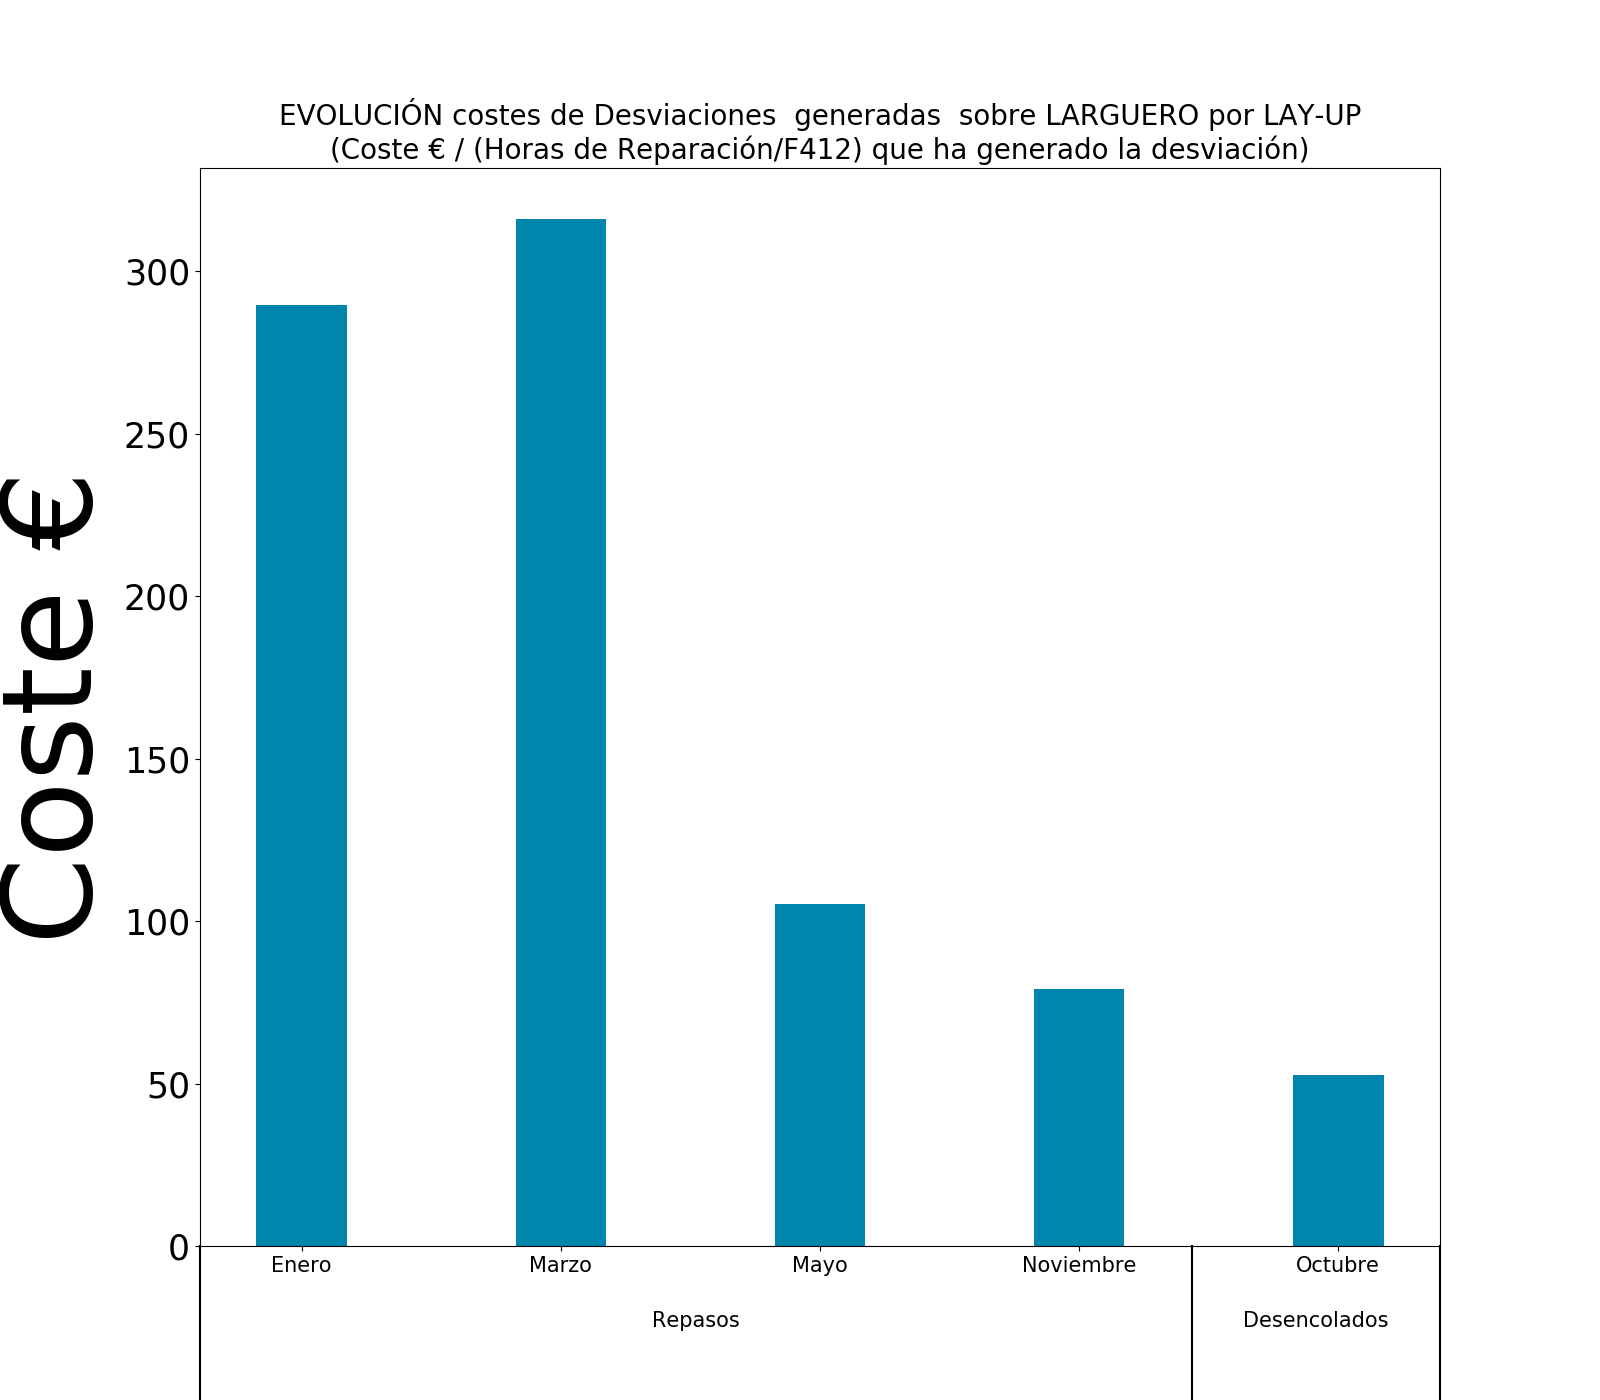 EVOLUCIÓN costes de Desviaciones  generadas  sobre LARGUERO por LAY-UP
(Coste € / (Horas de Reparación/F412) que ha generado la desviación)
Coste €
300
250
200
150
100
50
0
Enero Marzo Mayo Noviembre Octubre
Repasos Desencolados